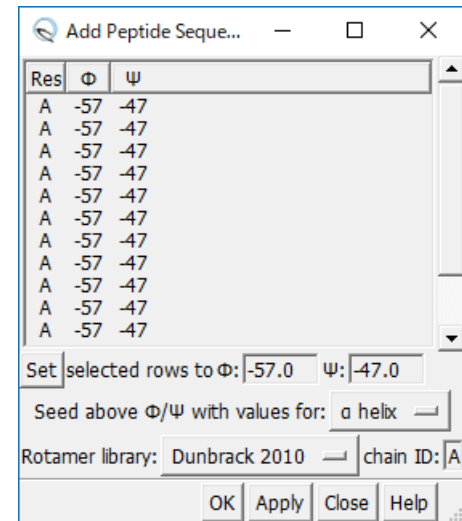 Add Peptide Seque...
Res Φ Ψ
A -57 -47
A -57 -47
A -57 -47
A -57 -47
A -57 -47
A -57 -47
A -57 -47
A -57 -47
A -57 -47
A -57 -47
A -57 -47
Set selected rows to Φ: -57.0 Ψ: -47.0
Seed above Φ/Ψ with values for: α helix
Rotamer library: Dunbrack 2010 chain ID: A
OK Apply Close Help